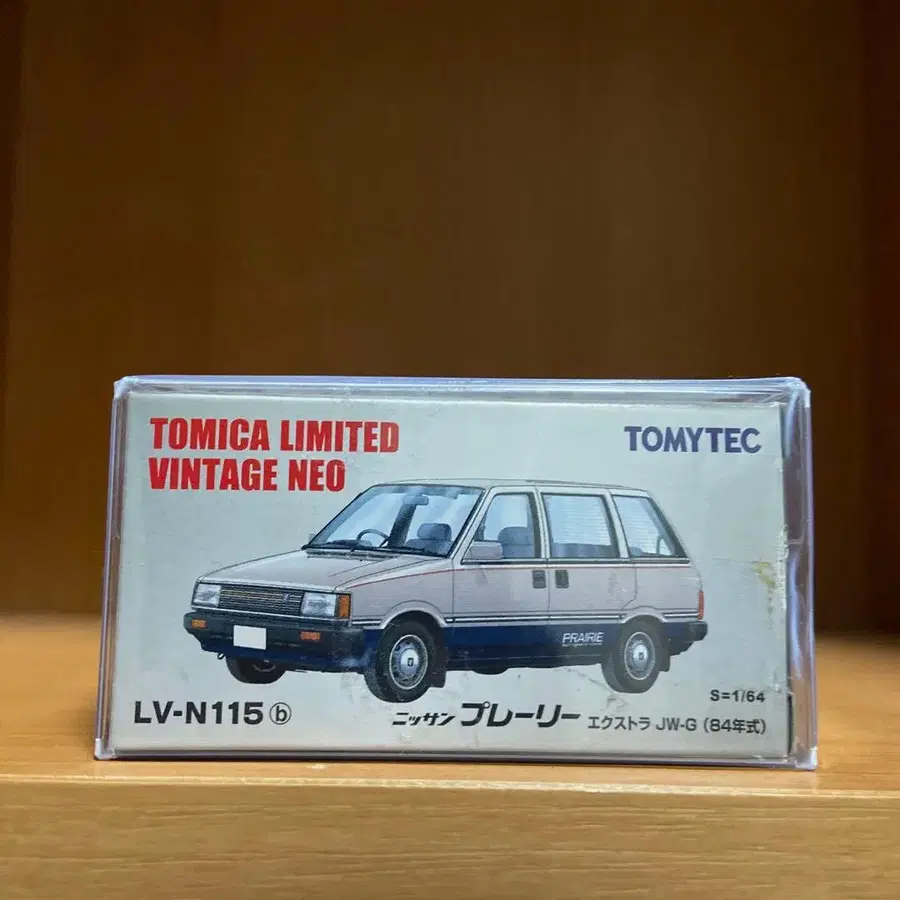 TOMICA LIMITED
VINTAGE NEO
TOMYTEC
PRAIRIE
S=1/64
LV-N115 ⓑ
ニッサン プレーリー エクストラ JW-G (84年式)